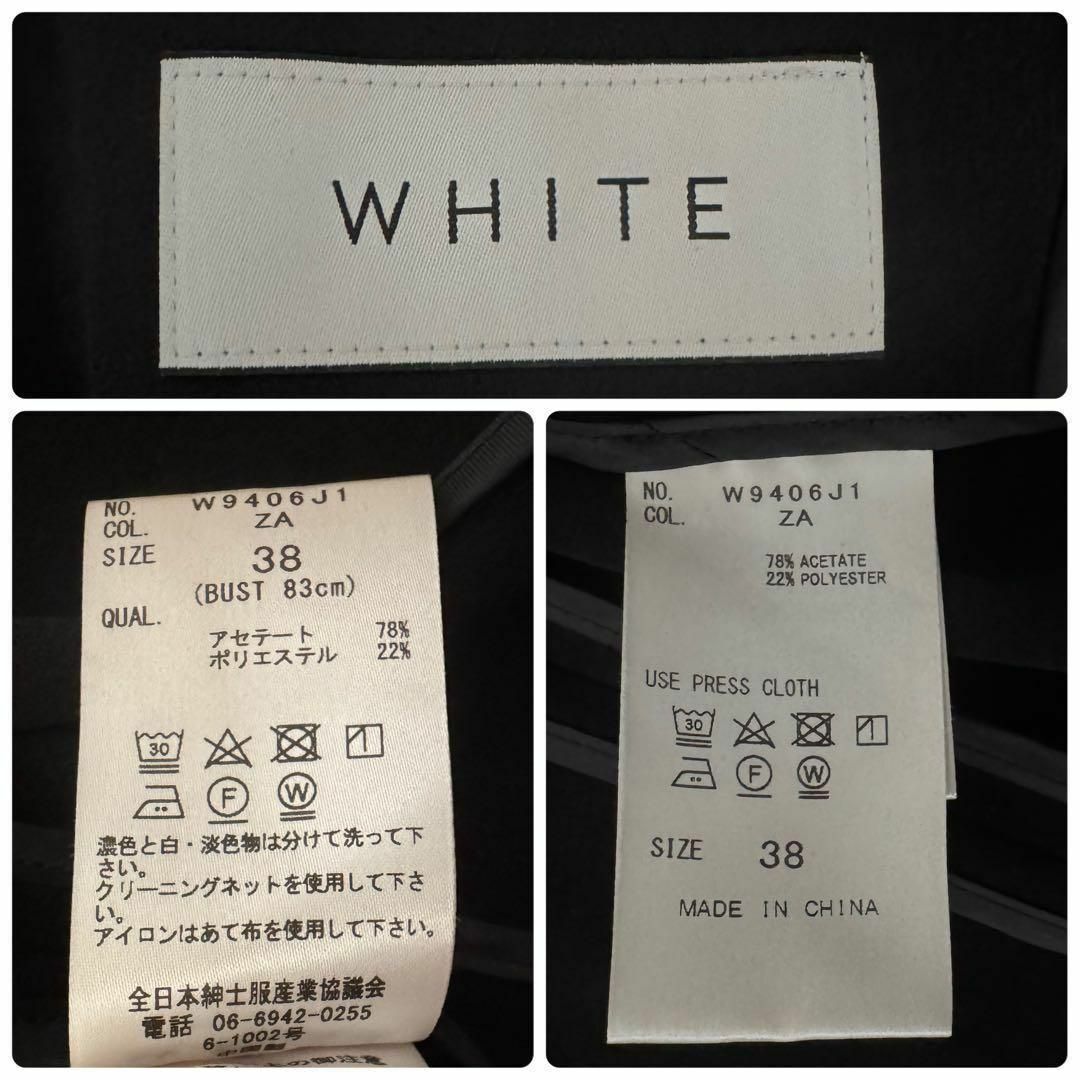 WHITE
NO. W9406J1
COL. ZA
SIZE 38
(BUST 83cm)
QUAL.
アセテート 78%
ポリエステル 22%
30
F W
濃色と白・淡色物は分けて洗って下
さい。
クリーニングネットを使用して下さ
い。
アイロンはあて布を使用して下さい。
全日本紳士服産業協議会
電話 06-6942-0255
6-1002号
中国製
NO. W9406J1
COL. ZA
78% ACETATE
22% POLYESTER
USE PRESS CLOTH
30
F W
SIZE 38
MADE IN CHINA